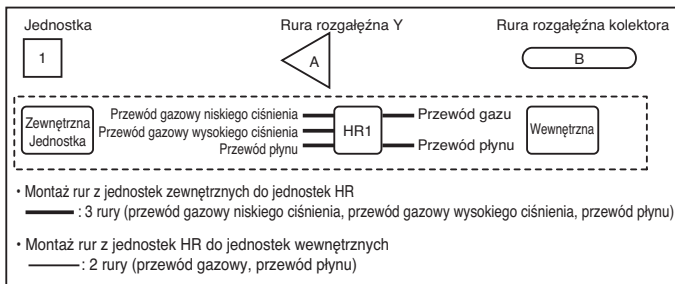 Jednostka
Rura rozgałęźna Y
Rura rozgałęźna kolektora
1
A
B
Zewnętrzna
Jednostka
Przewód gazowy niskiego ciśnienia
Przewód gazowy wysokiego ciśnienia
Przewód płynu
HR1
Przewód gazu
Przewód płynu
Wewnętrzna
• Montaż rur z jednostek zewnętrznych do jednostek HR
: 3 rury (przewód gazowy niskiego ciśnienia, przewód gazowy wysokiego ciśnienia, przewód płynu)
• Montaż rur z jednostek HR do jednostek wewnętrznych
: 2 rury (przewód gazowy, przewód płynu)